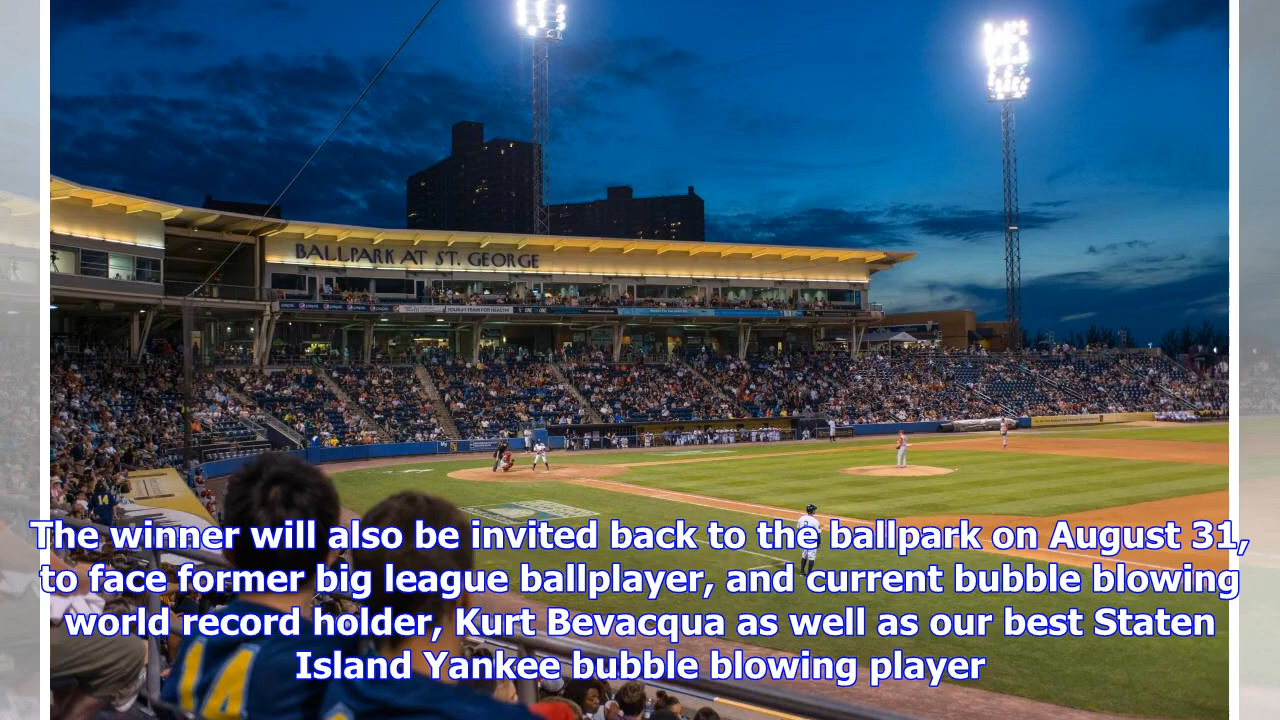 BALLPARK AT ST. GEORGE
14
14
The winner will also be invited back to the ballpark on August 31,
to face former big league ballplayer, and current bubble blowing
world record holder, Kurt Bevacqua as well as our best Staten
Island Yankee bubble blowing player